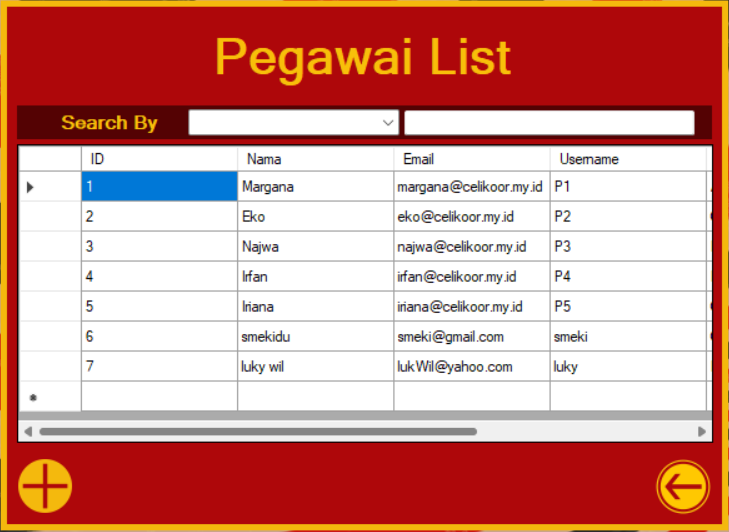 Pegawai List
Search By
ID Nama Email Username
1 Margana margana@celikoor.my.id P1
2 Eko eko@celikoor.my.id P2
3 Najwa najwa@celikoor.my.id P3
4 Irfan irfan@celikoor.my.id P4
5 Iriana iriana@celikoor.my.id P5
6 smekidu smeki@gmail.com smeki
7 luky wil lukWil@yahoo.com luky